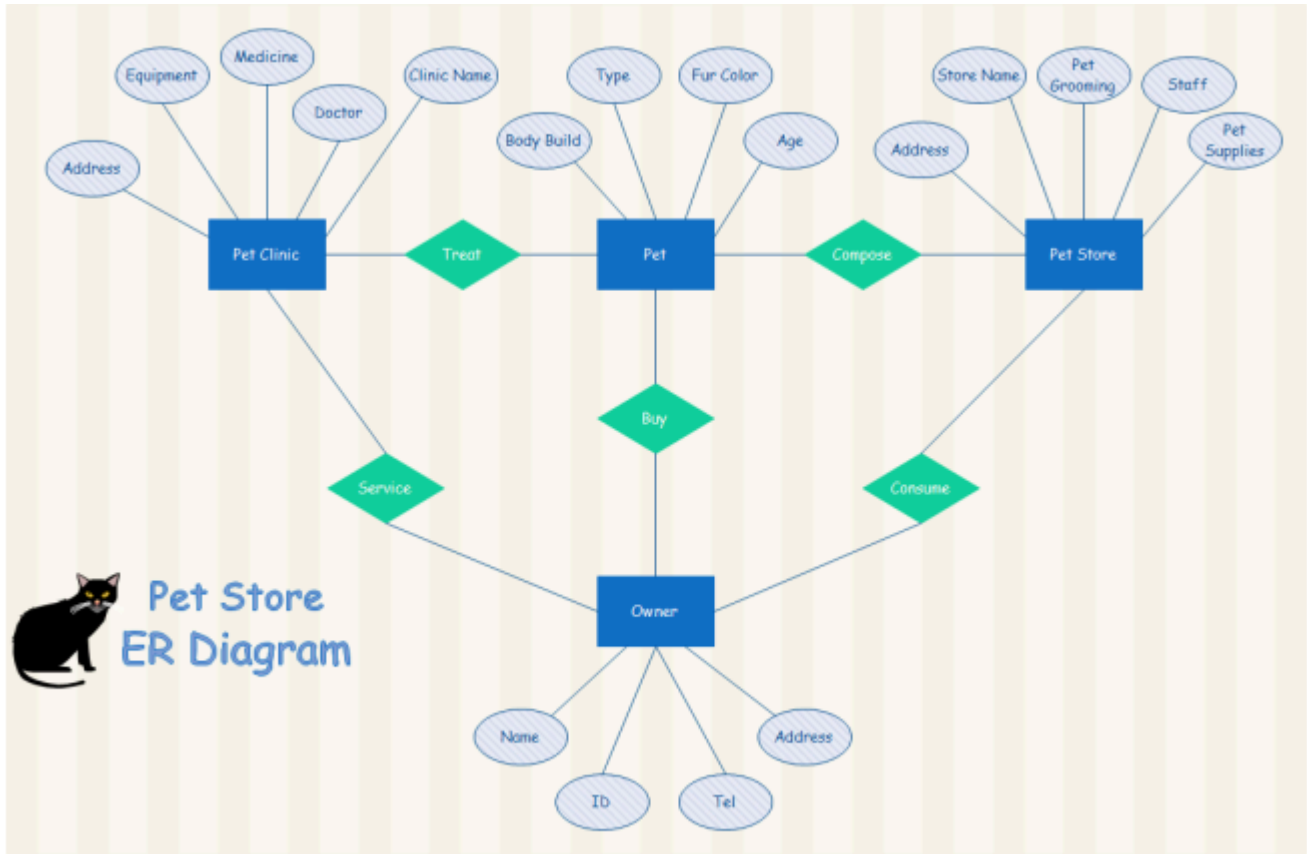 Medicine
Equipment
Clinic Name
Doctor
Address
Type
Fur Color
Body Build
Age
Store Name
Pet
Grooming
Staff
Address
Pet
Supplies
Pet Clinic
Treat
Pet
Compose
Pet Store
Buy
Service
Consume
Owner
Pet Store
ER Diagram
Name
Address
ID
Tel